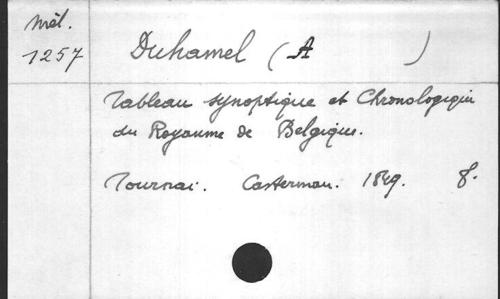 Mél.
1257
Duhamel (A )
Tableau synoptique et Chronologique
du Royaume de Belgique.
Tournai. Casterman. 1849. 8.